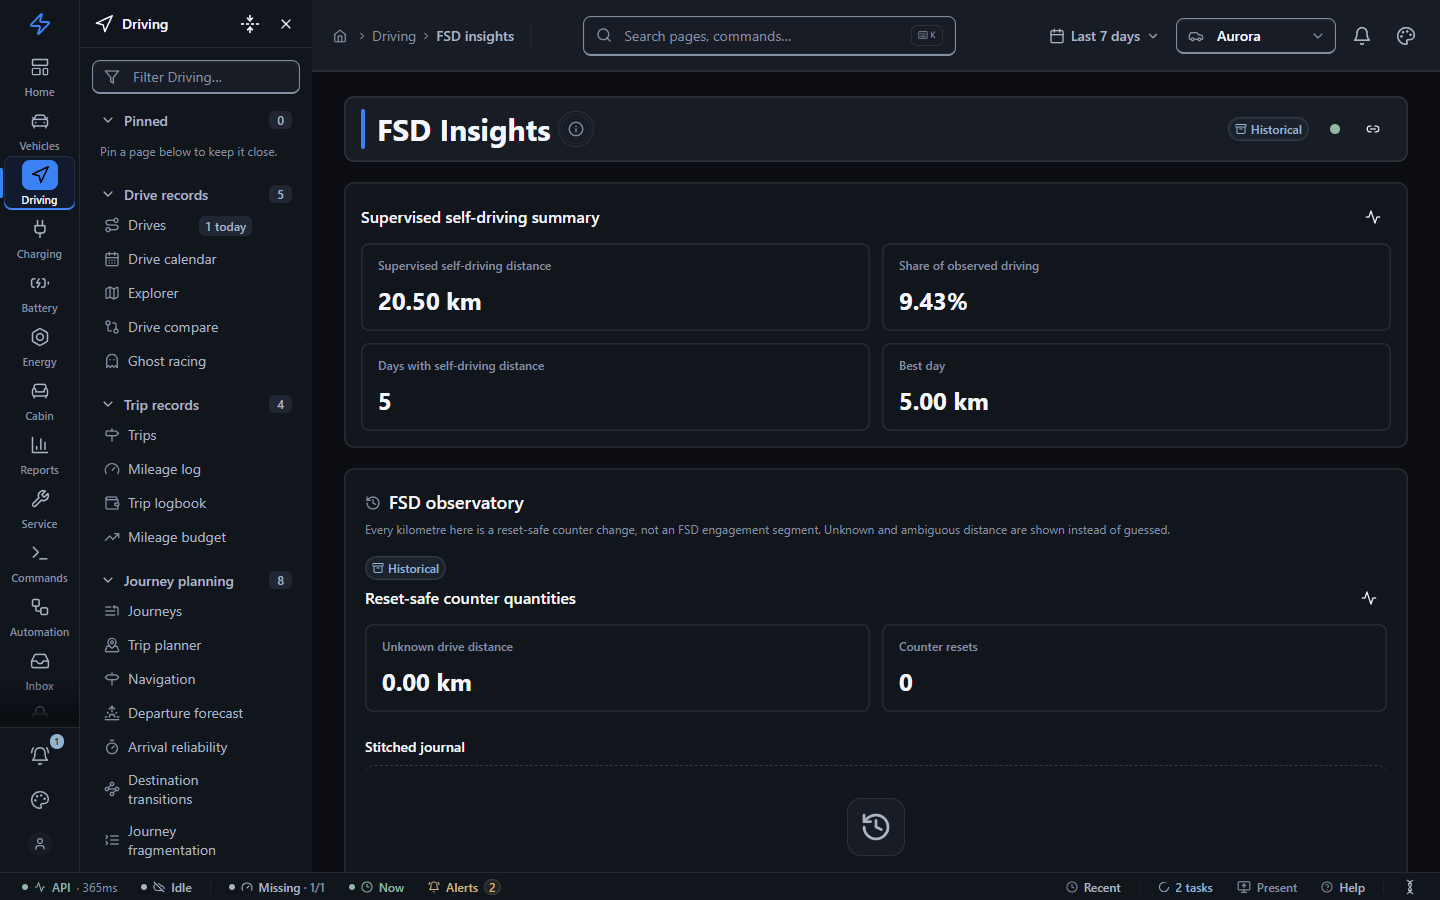 Home
Vehicles
Driving
Charging
Battery
Energy
Cabin
Reports
Service
Commands
Automation
Inbox
1
Driving
Filter Driving...
Pinned 0
Pin a page below to keep it close.
Drive records 5
Drives 1 today
Drive calendar
Explorer
Drive compare
Ghost racing
Trip records 4
Trips
Mileage log
Trip logbook
Mileage budget
Journey planning 8
Journeys
Trip planner
Navigation
Departure forecast
Arrival reliability
Destination
transitions
Journey
fragmentation
Driving > FSD insights
Search pages, commands... K
Last 7 days
Aurora
FSD Insights
Historical
Supervised self-driving summary
Supervised self-driving distance
20.50 km
Share of observed driving
9.43%
Days with self-driving distance
5
Best day
5.00 km
FSD observatory
Every kilometre here is a reset-safe counter change, not an FSD engagement segment. Unknown and ambiguous distance are shown instead of guessed.
Historical
Reset-safe counter quantities
Unknown drive distance
0.00 km
Counter resets
0
Stitched journal
API · 365ms
Idle
Missing · 1/1
Now
Alerts 2
Recent
2 tasks
Present
Help